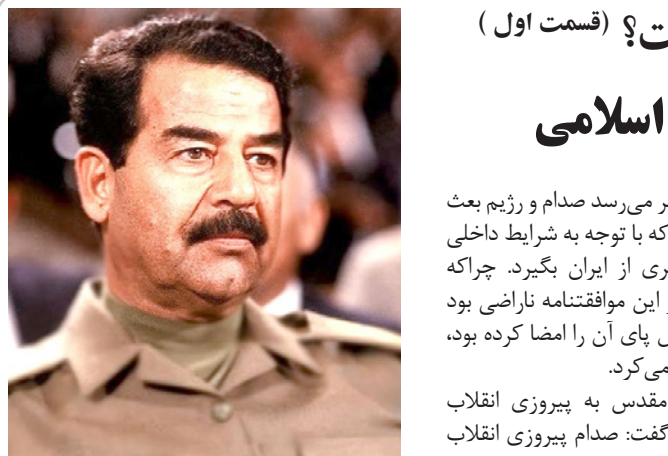 ؟ (قسمت اول )
اسلامی
می‌رسد صدام و رژیم بعث
که با توجه به شرایط داخلی
از ایران بگیرد. چراکه
این موافقتنامه ناراضی بود
پای آن را امضا کرده بود،
می‌کرد.
مقدس به پیروزی انقلاب
گفت: صدام پیروزی انقلاب